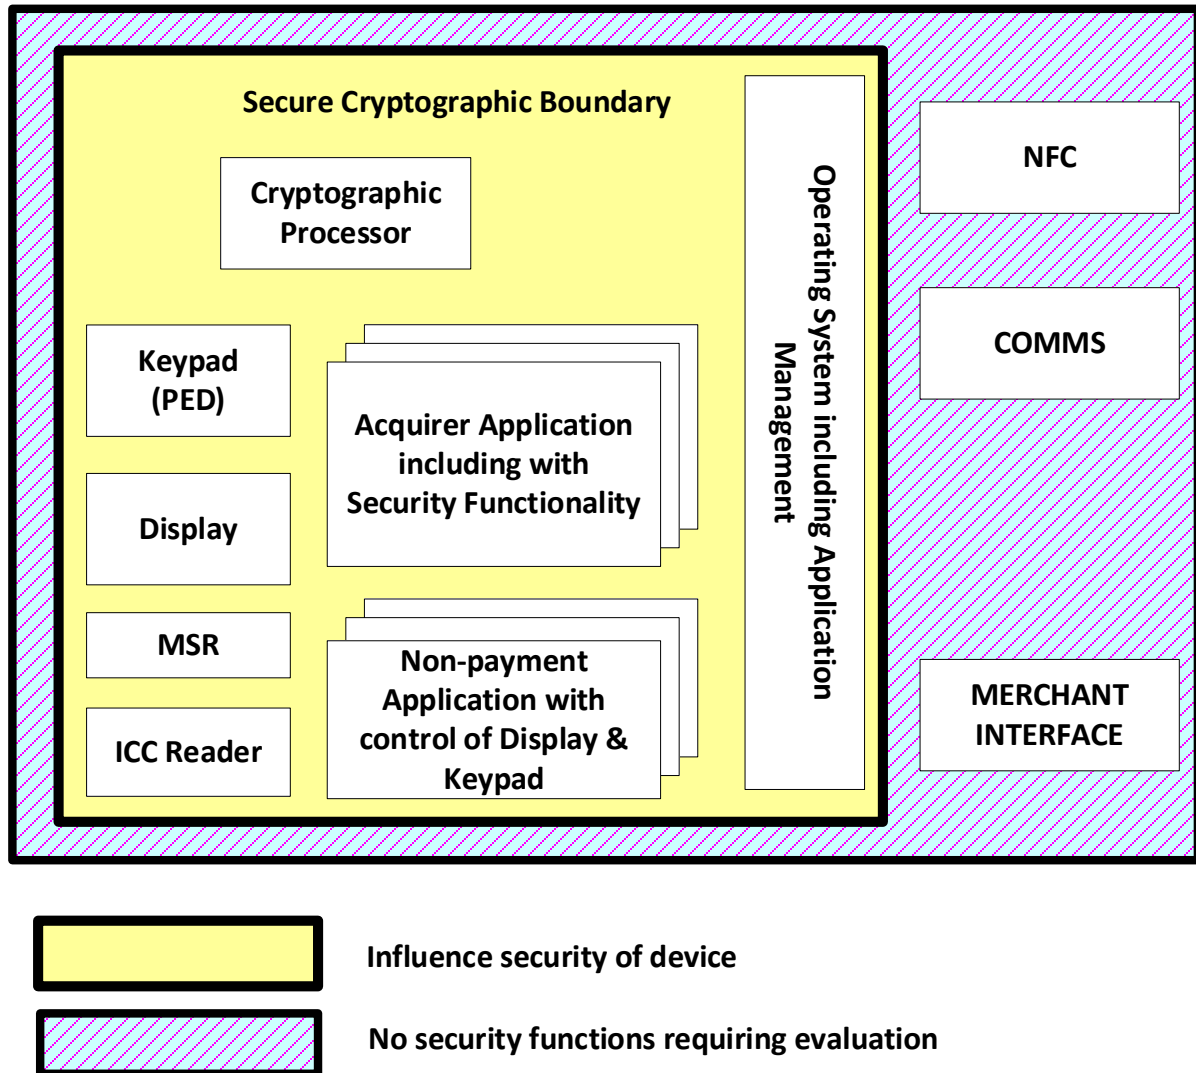 Secure Cryptographic Boundary
Cryptographic
Processor
Keypad
(PED)
Display
MSR
ICC Reader
Acquirer Application
including with
Security Functionality
Non-payment
Application with
control of Display &
Keypad
Operating System including Application
Management
NFC
COMMS
MERCHANT
INTERFACE
Influence security of device
No security functions requiring evaluation